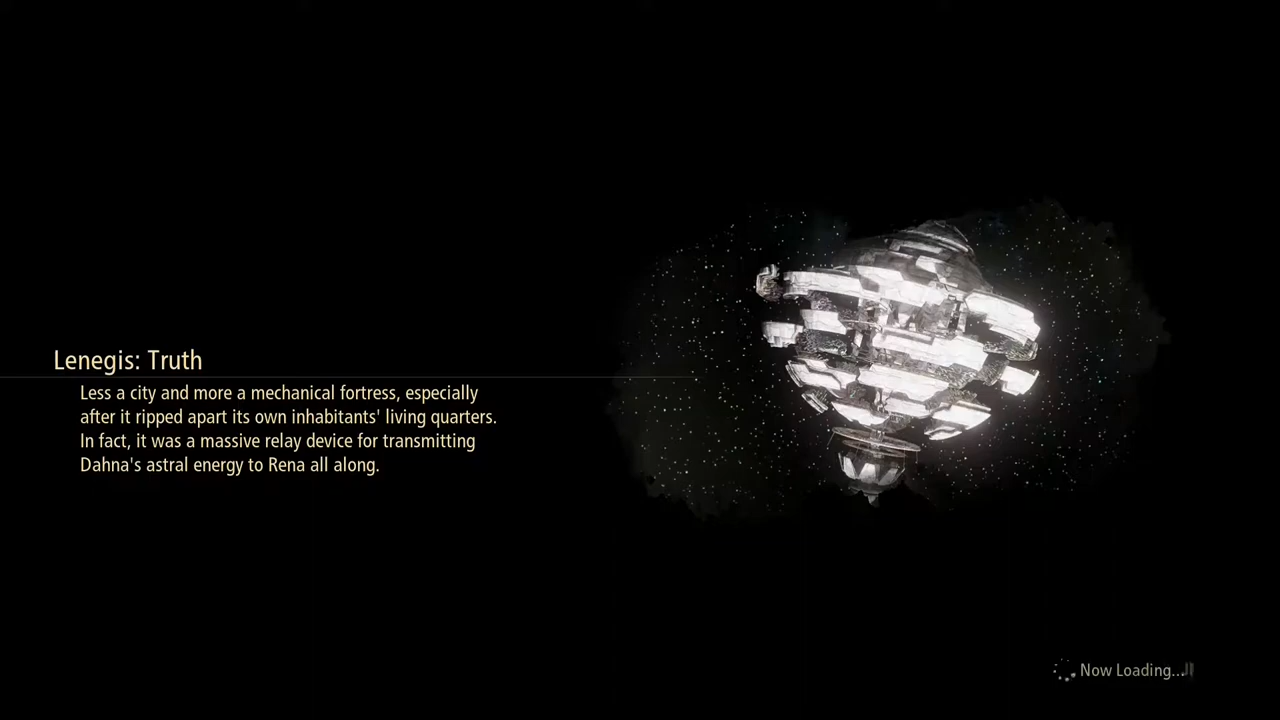 Lenegis: Truth
Less a city and more a mechanical fortress, especially
after it ripped apart its own inhabitants' living quarters.
In fact, it was a massive relay device for transmitting
Dahna's astral energy to Rena all along.
Now Loading...